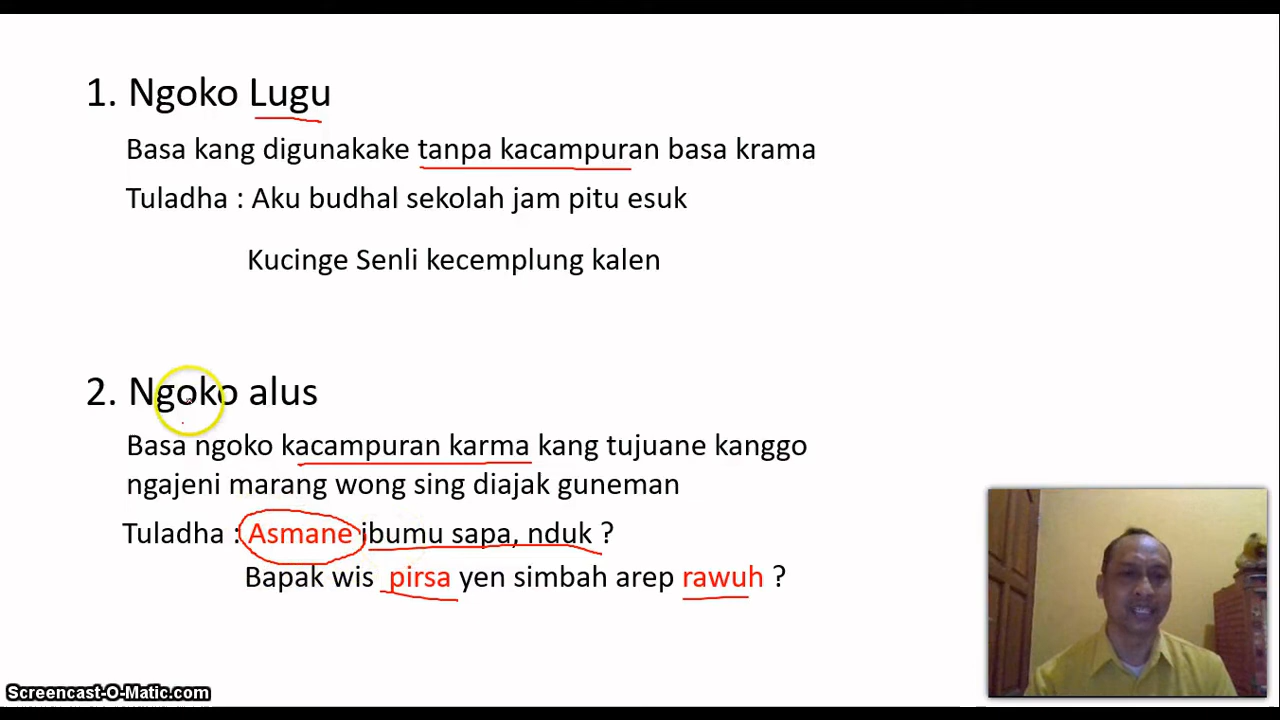 1. Ngoko Lugu
Basa kang digunakake tanpa kacampuran basa krama
Tuladha : Aku budhal sekolah jam pitu esuk
Kucinge Senli kecemplung kalen
2. Ngoko alus
Basa ngoko kacampuran karma kang tujuane kanggo
ngajeni marang wong sing diajak guneman
Tuladha : Asmane ibumu sapa, nduk ?
Bapak wis pirsa yen simbah arep rawuh ?
Screencast-O-Matic.com